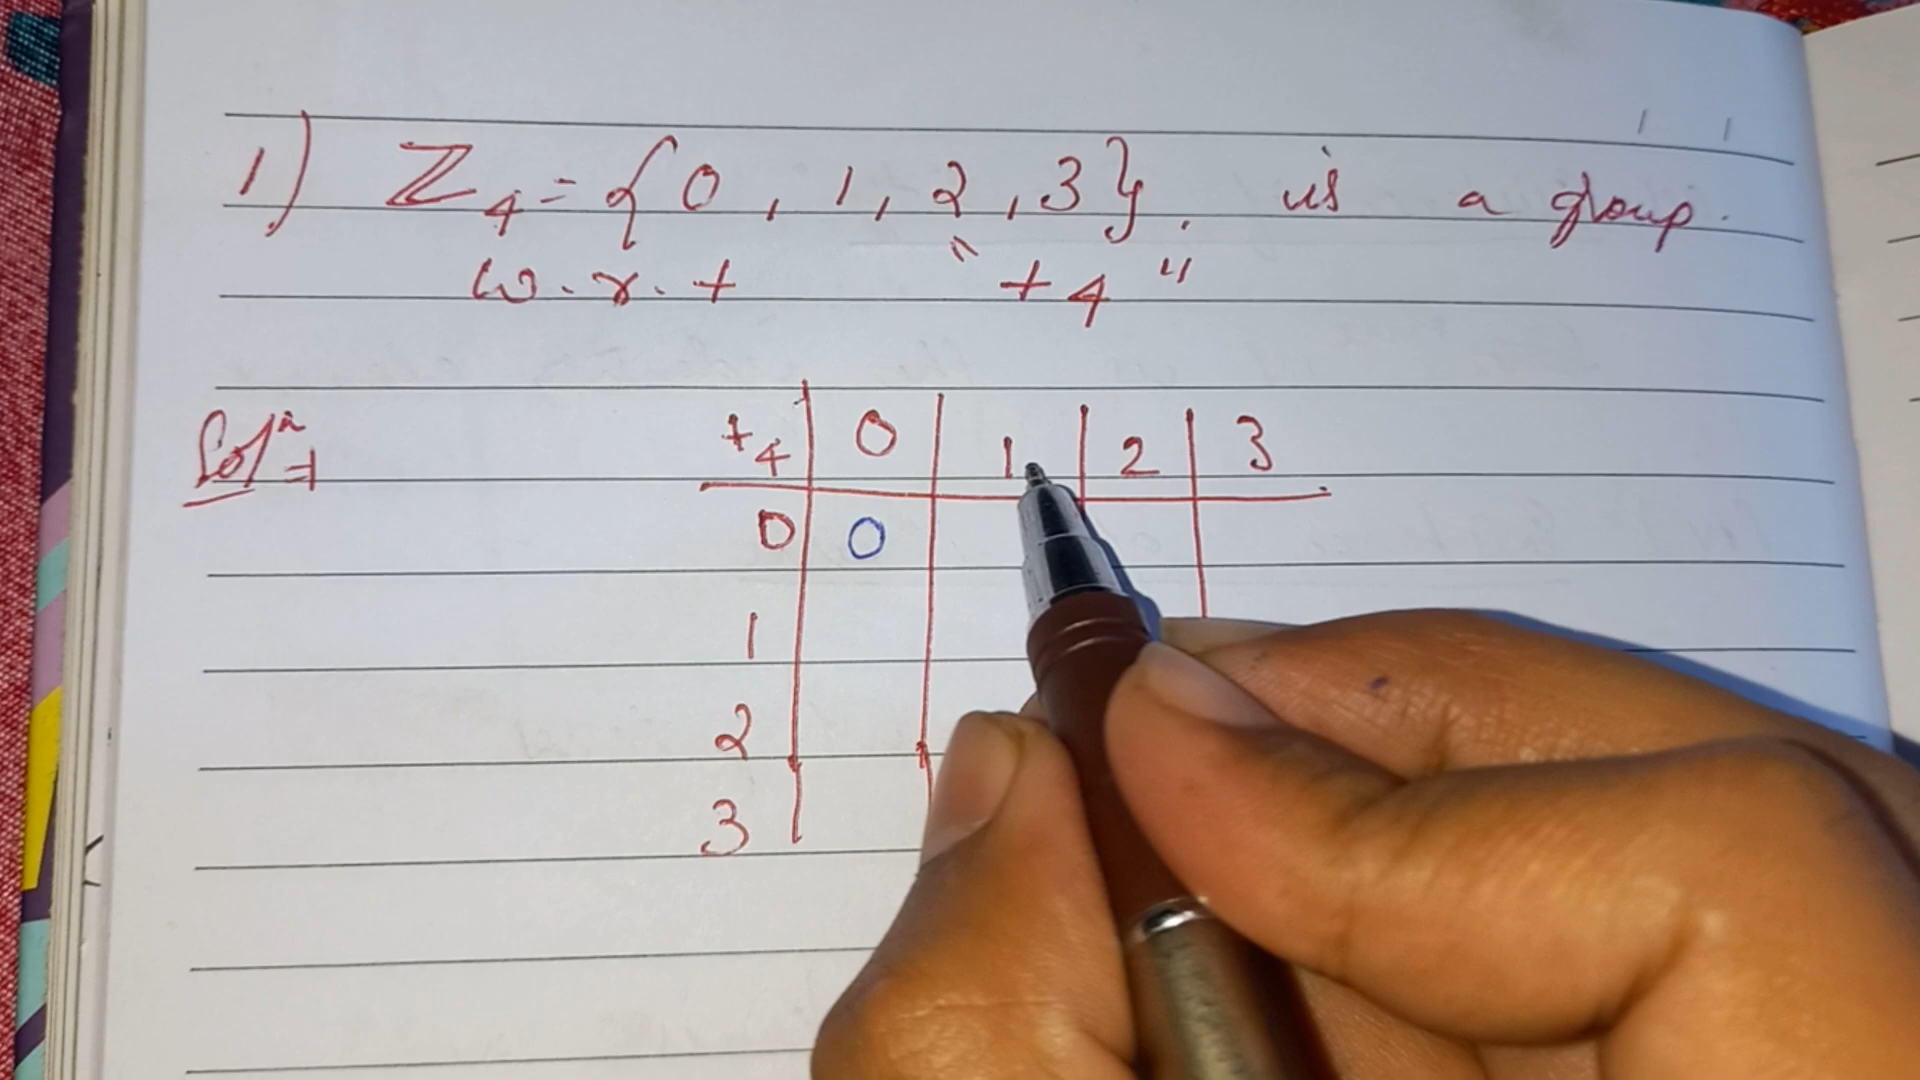 1) Z₄ = {0, 1, 2, 3}. is a group.
w.r.t "+₄"
Solⁿ ⇒
+₄ 0 1 2 3
0 0
1
2
3